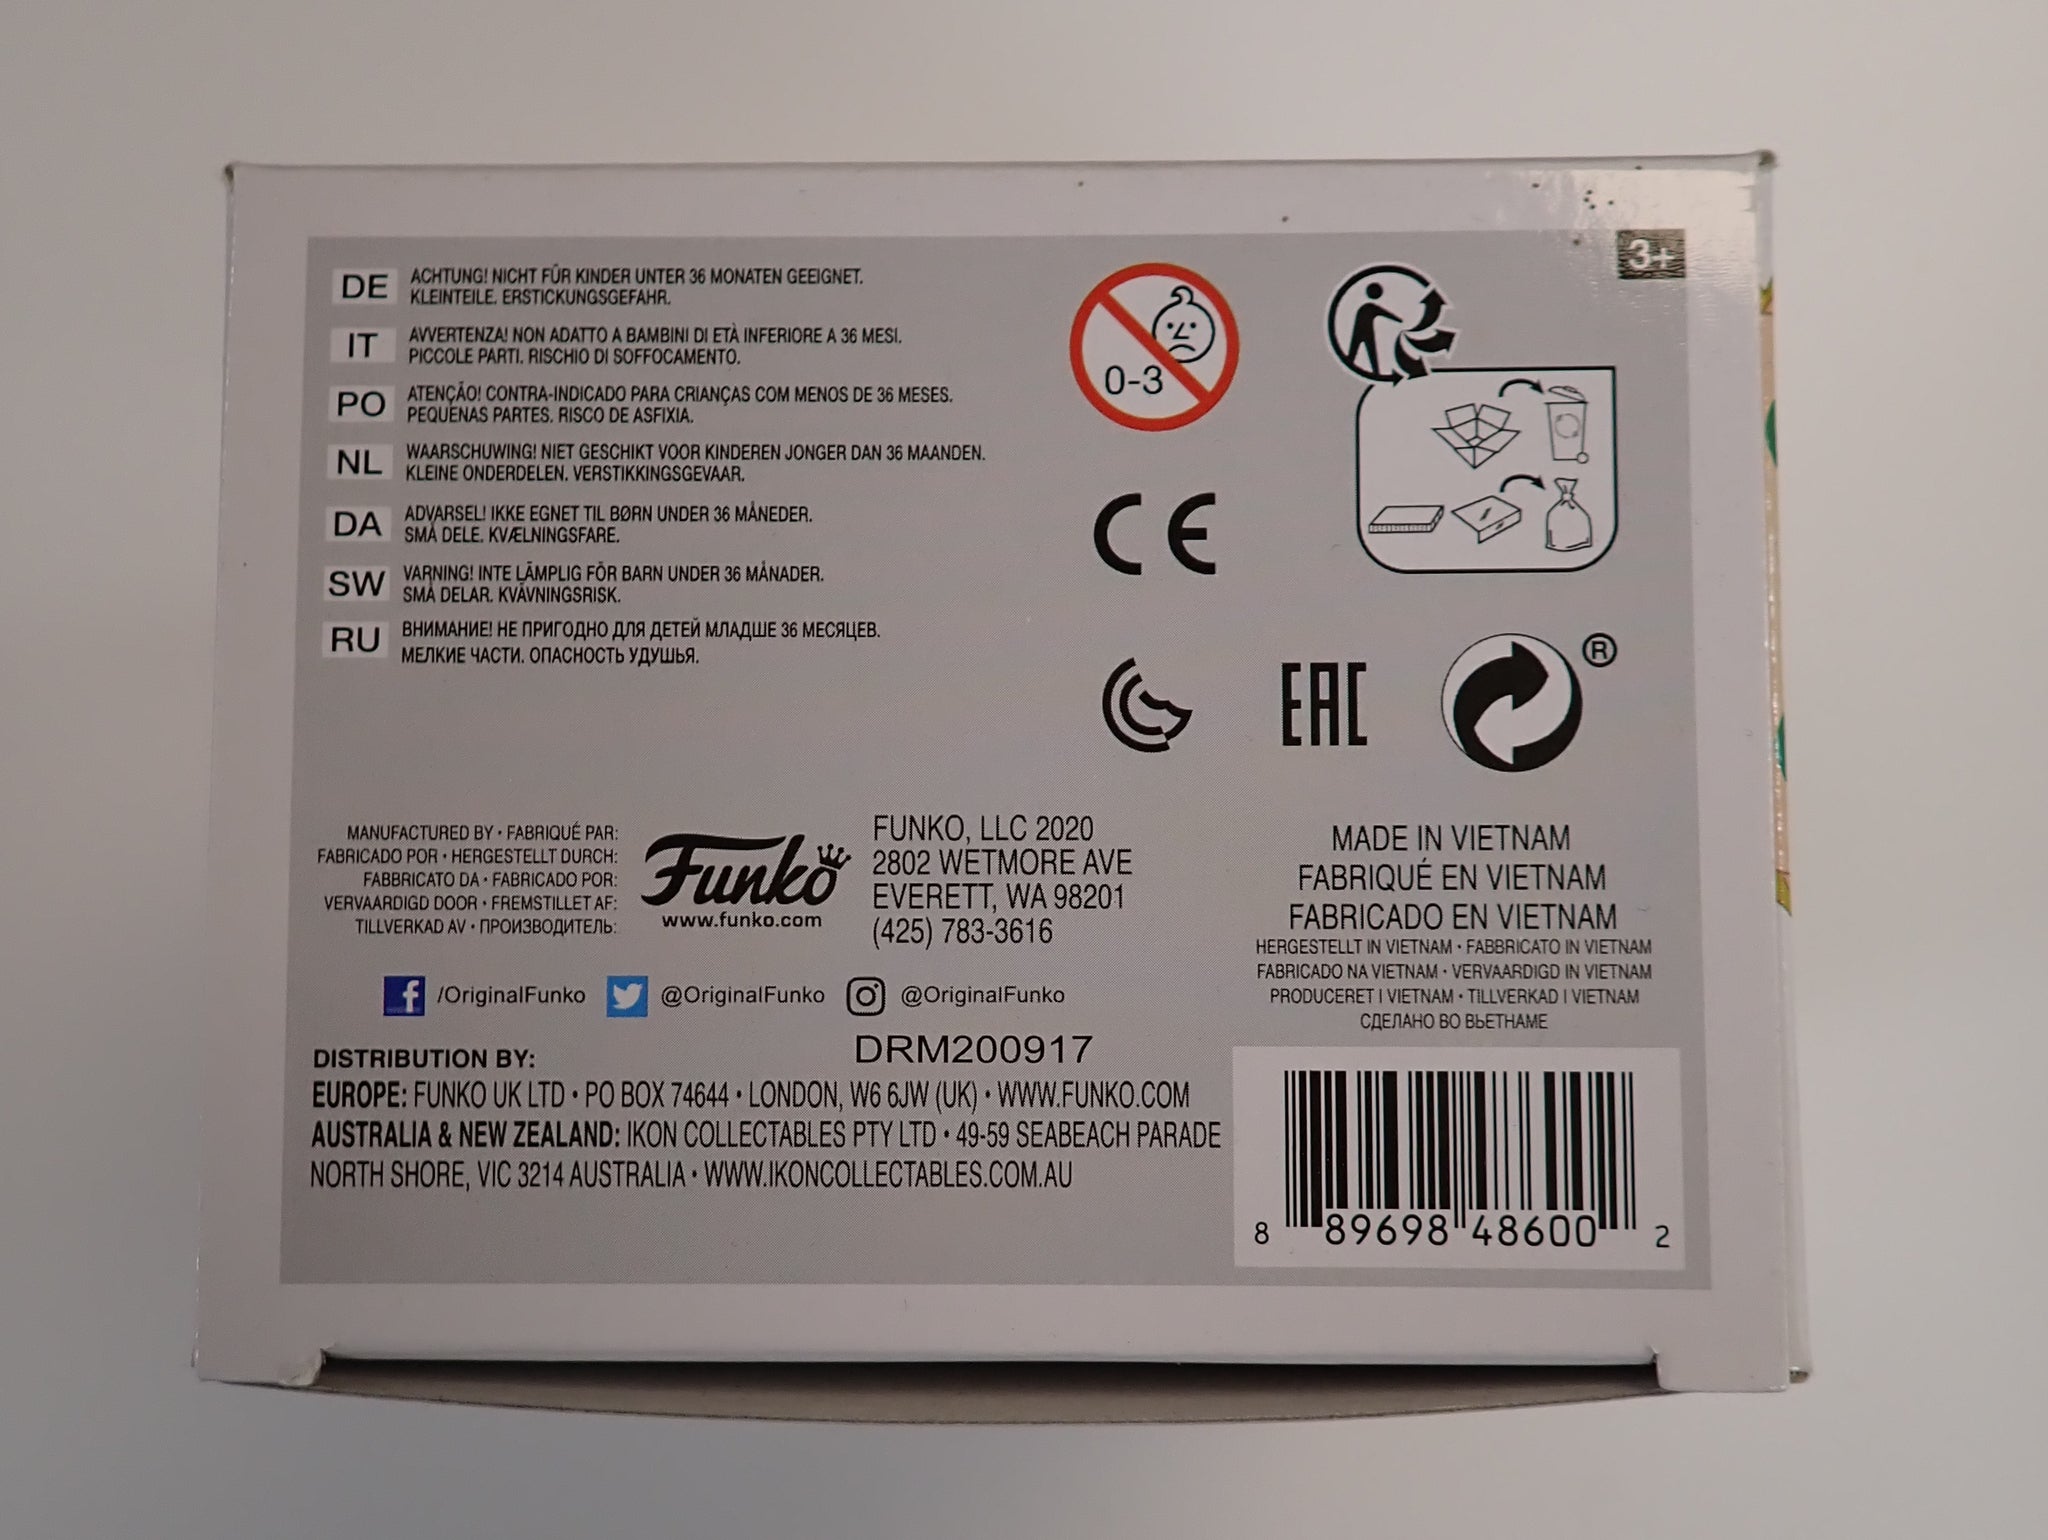 3+
DE ACHTUNG! NICHT FÜR KINDER UNTER 36 MONATEN GEEIGNET.
KLEINTEILE. ERSTICKUNGSGEFAHR.
IT AVVERTENZA! NON ADATTO A BAMBINI DI ETÀ INFERIORE A 36 MESI.
PICCOLE PARTI. RISCHIO DI SOFFOCAMENTO.
PO ATENÇÃO! CONTRA-INDICADO PARA CRIANÇAS COM MENOS DE 36 MESES.
PEQUENAS PARTES. RISCO DE ASFIXIA.
NL WAARSCHUWING! NIET GESCHIKT VOOR KINDEREN JONGER DAN 36 MAANDEN.
KLEINE ONDERDELEN. VERSTIKKINGSGEVAAR.
DA ADVARSEL! IKKE EGNET TIL BØRN UNDER 36 MÅNEDER.
SMÅ DELE. KVÆLNINGSFARE.
SW VARNING! INTE LÄMPLIG FÖR BARN UNDER 36 MÅNADER.
SMÅ DELAR. KVÄVNINGSRISK.
RU ВНИМАНИЕ! НЕ ПРИГОДНО ДЛЯ ДЕТЕЙ МЛАДШЕ 36 МЕСЯЦЕВ.
МЕЛКИЕ ЧАСТИ. ОПАСНОСТЬ УДУШЬЯ.
0-3
CE
EAC
®
MANUFACTURED BY • FABRIQUÉ PAR:
FABRICADO POR • HERGESTELLT DURCH:
FABBRICATO DA • FABRICADO POR:
VERVAARDIGD DOOR • FREMSTILLET AF:
TILLVERKAD AV • ПРОИЗВОДИТЕЛЬ:
Funko
www.funko.com
FUNKO, LLC 2020
2802 WETMORE AVE
EVERETT, WA 98201
(425) 783-3616
MADE IN VIETNAM
FABRIQUÉ EN VIETNAM
FABRICADO EN VIETNAM
HERGESTELLT IN VIETNAM • FABBRICATO IN VIETNAM
FABRICADO NA VIETNAM • VERVAARDIGD IN VIETNAM
PRODUCERET I VIETNAM • TILLVERKAD I VIETNAM
СДЕЛАНО ВО ВЬЕТНАМЕ
/OriginalFunko @OriginalFunko @OriginalFunko
DRM200917
DISTRIBUTION BY:
EUROPE: FUNKO UK LTD • PO BOX 74644 • LONDON, W6 6JW (UK) • WWW.FUNKO.COM
AUSTRALIA & NEW ZEALAND: IKON COLLECTABLES PTY LTD • 49-59 SEABEACH PARADE
NORTH SHORE, VIC 3214 AUSTRALIA • WWW.IKONCOLLECTABLES.COM.AU
8 89698 48600 2